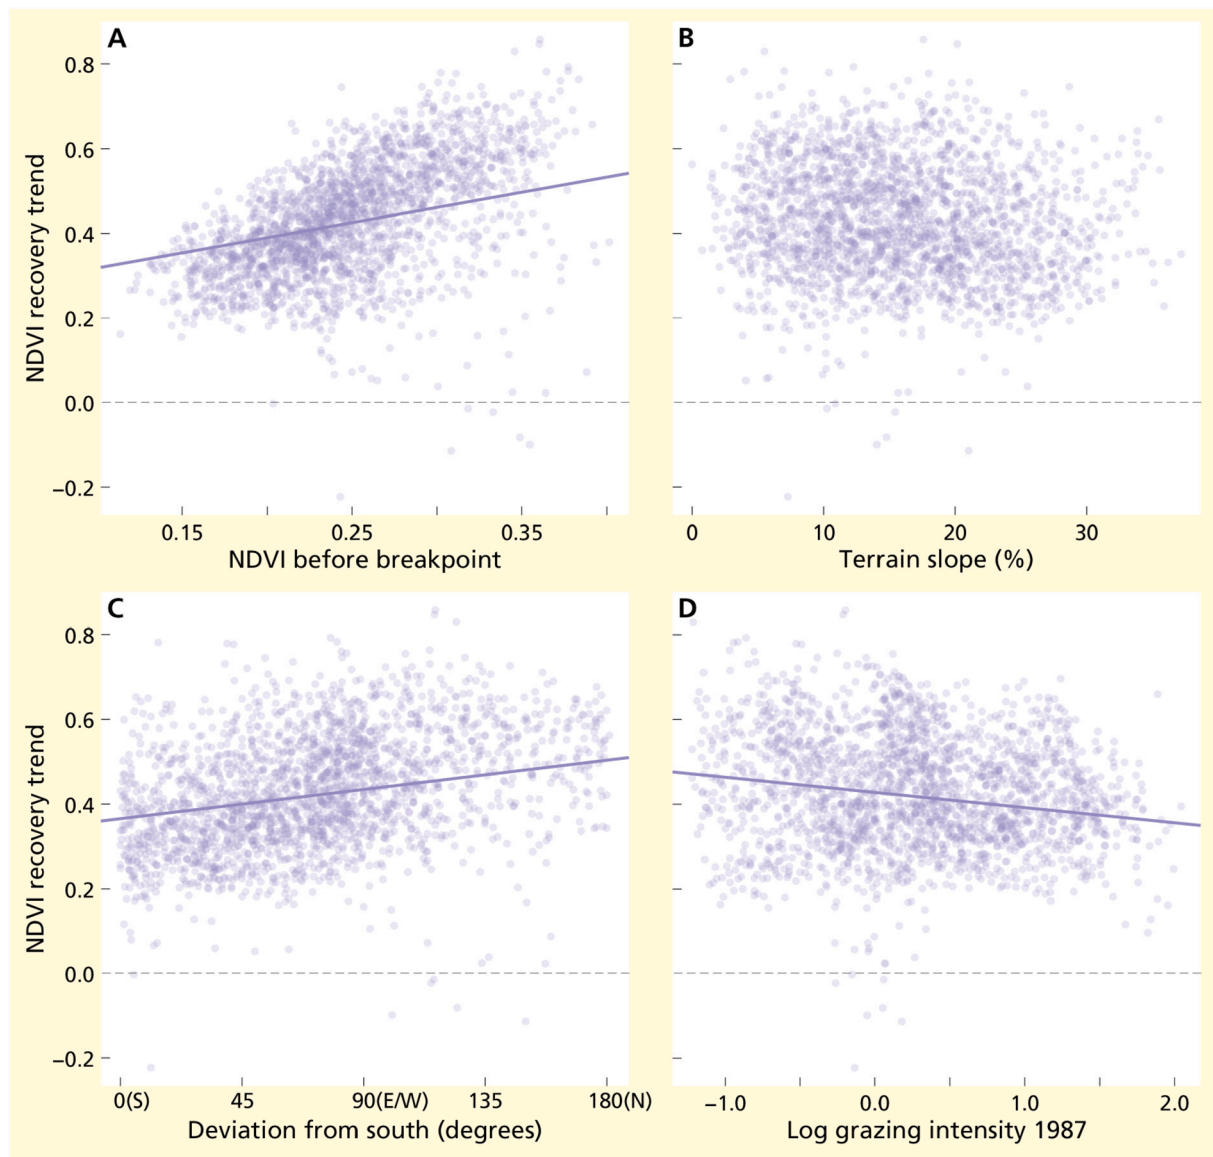 A
B
0.8
0.6
0.4
0.2
0.0
−0.2
NDVI recovery trend
0.15
0.25
0.35
0
10
20
30
NDVI before breakpoint
Terrain slope (%)
C
D
0.8
0.6
0.4
0.2
0.0
−0.2
NDVI recovery trend
0(S)
45
90(E/W)
135
180(N)
−1.0
0.0
1.0
2.0
Deviation from south (degrees)
Log grazing intensity 1987